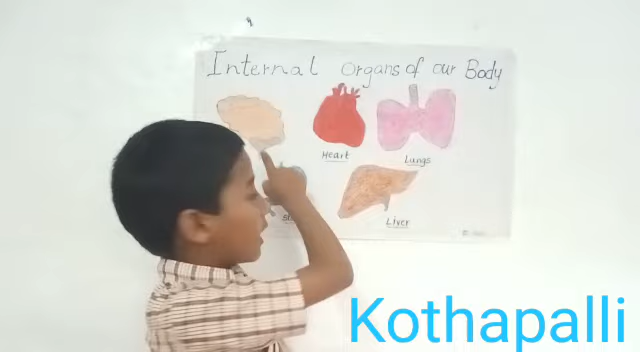 Internal organs of our Body
Heart
Lungs
Liver
Kothapalli